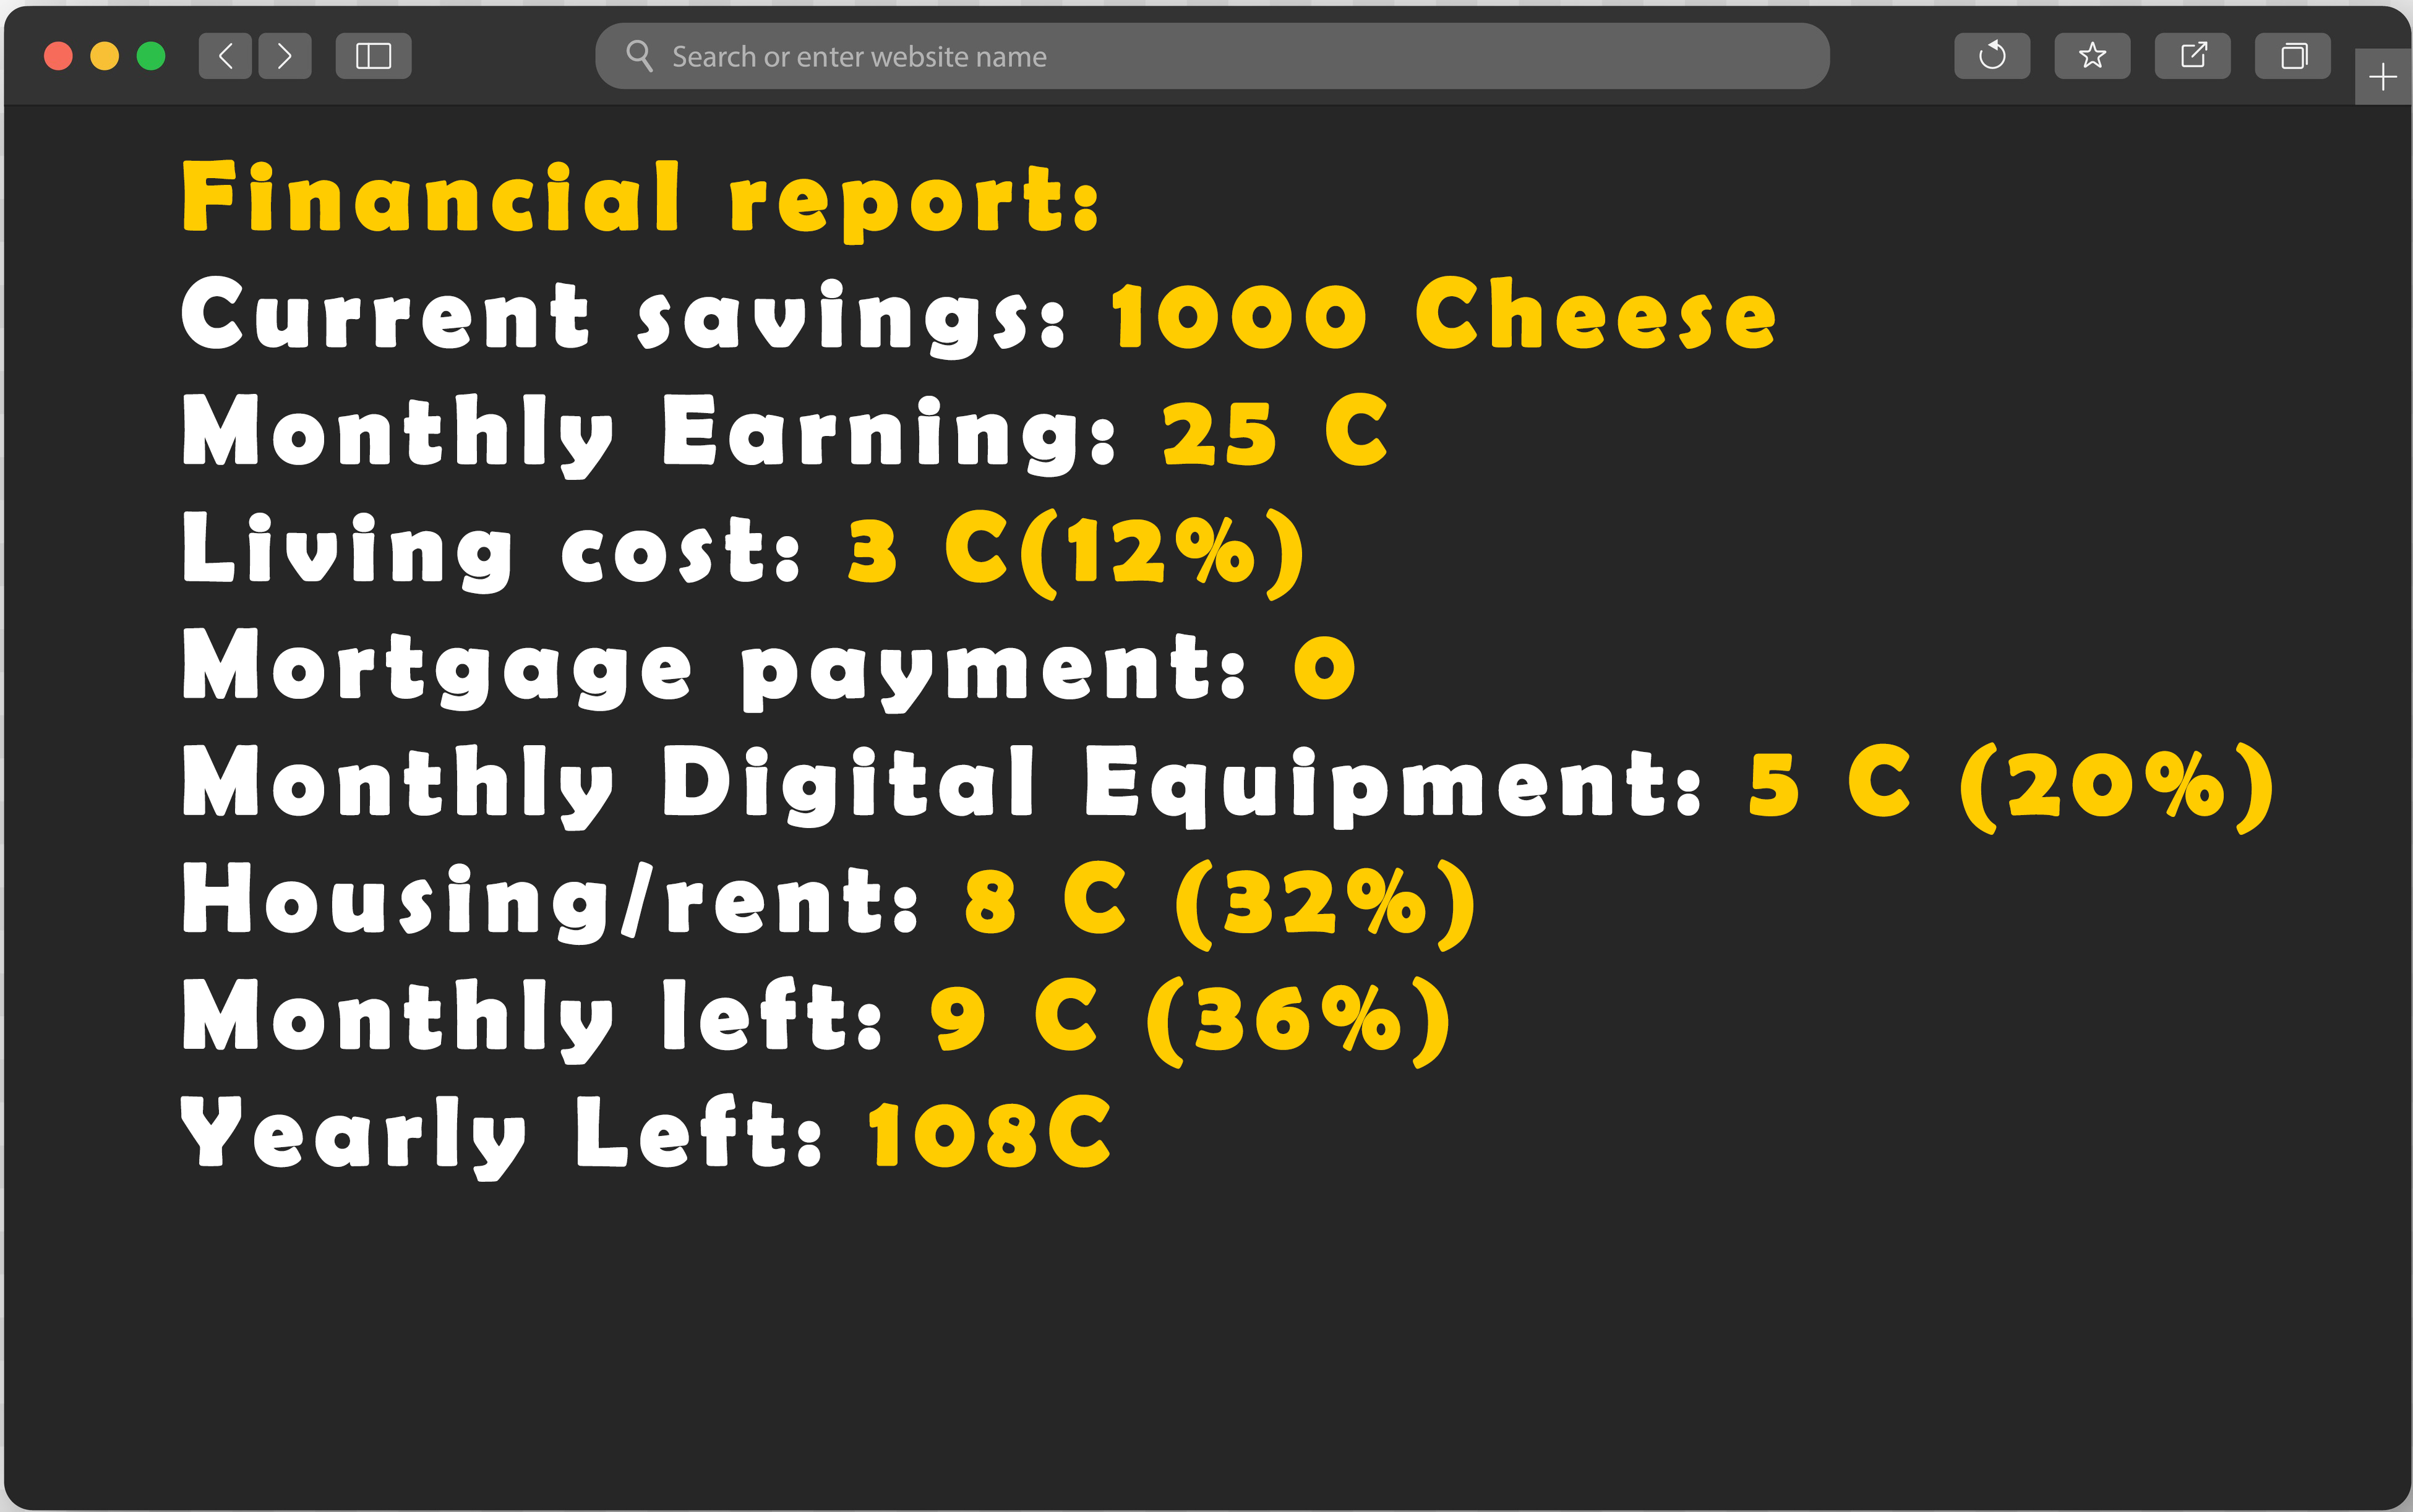 Search or enter website name
Financial report:
Current savings: 1000 Cheese
Monthly Earning: 25 C
Living cost: 3 C(12%)
Mortgage payment: 0
Monthly Digital Equipment: 5 C (20%)
Housing/rent: 8 C (32%)
Monthly left: 9 C (36%)
Yearly Left: 108C